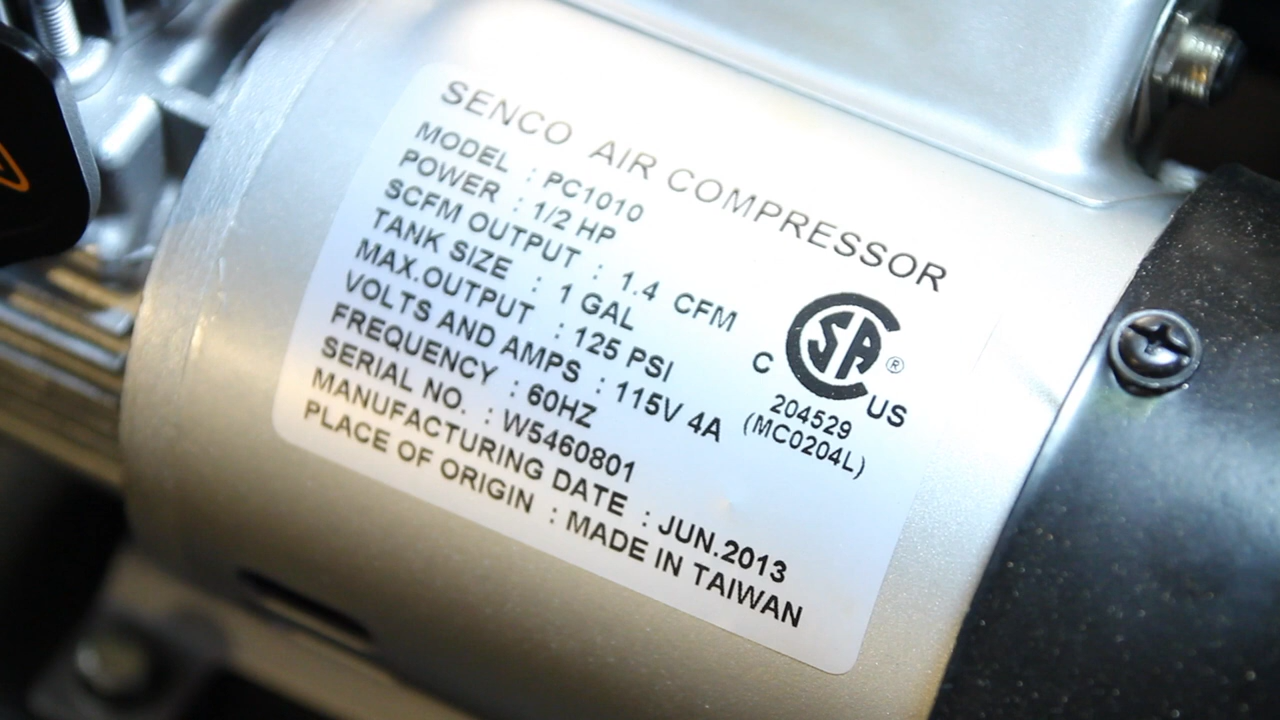 SENCO AIR COMPRESSOR
MODEL : PC1010
POWER : 1/2 HP
SCFM OUTPUT : 1.4 CFM
TANK SIZE : 1 GAL
MAX.OUTPUT : 125 PSI
VOLTS AND AMPS : 115V 4A
FREQUENCY : 60HZ
SERIAL NO. : W5460801
MANUFACTURING DATE : JUN.2013
PLACE OF ORIGIN : MADE IN TAIWAN
C SA ® US
204529
(MC0204L)